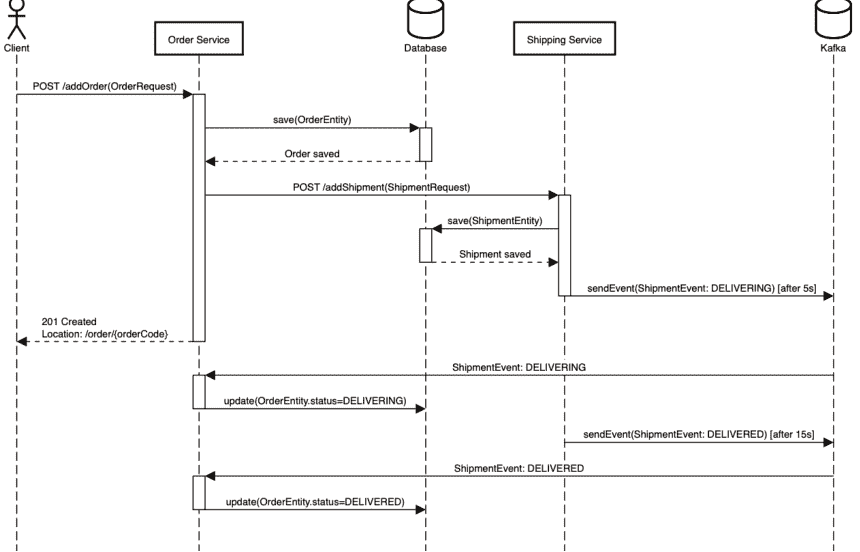 Client
Order Service
Database
Shipping Service
Kafka
POST /addOrder(OrderRequest)
save(OrderEntity)
Order saved
POST /addShipment(ShipmentRequest)
save(ShipmentEntity)
Shipment saved
sendEvent(ShipmentEvent: DELIVERING) [after 5s]
201 Created
Location: /order/{orderCode}
ShipmentEvent: DELIVERING
update(OrderEntity.status=DELIVERING)
sendEvent(ShipmentEvent: DELIVERED) [after 15s]
ShipmentEvent: DELIVERED
update(OrderEntity.status=DELIVERED)